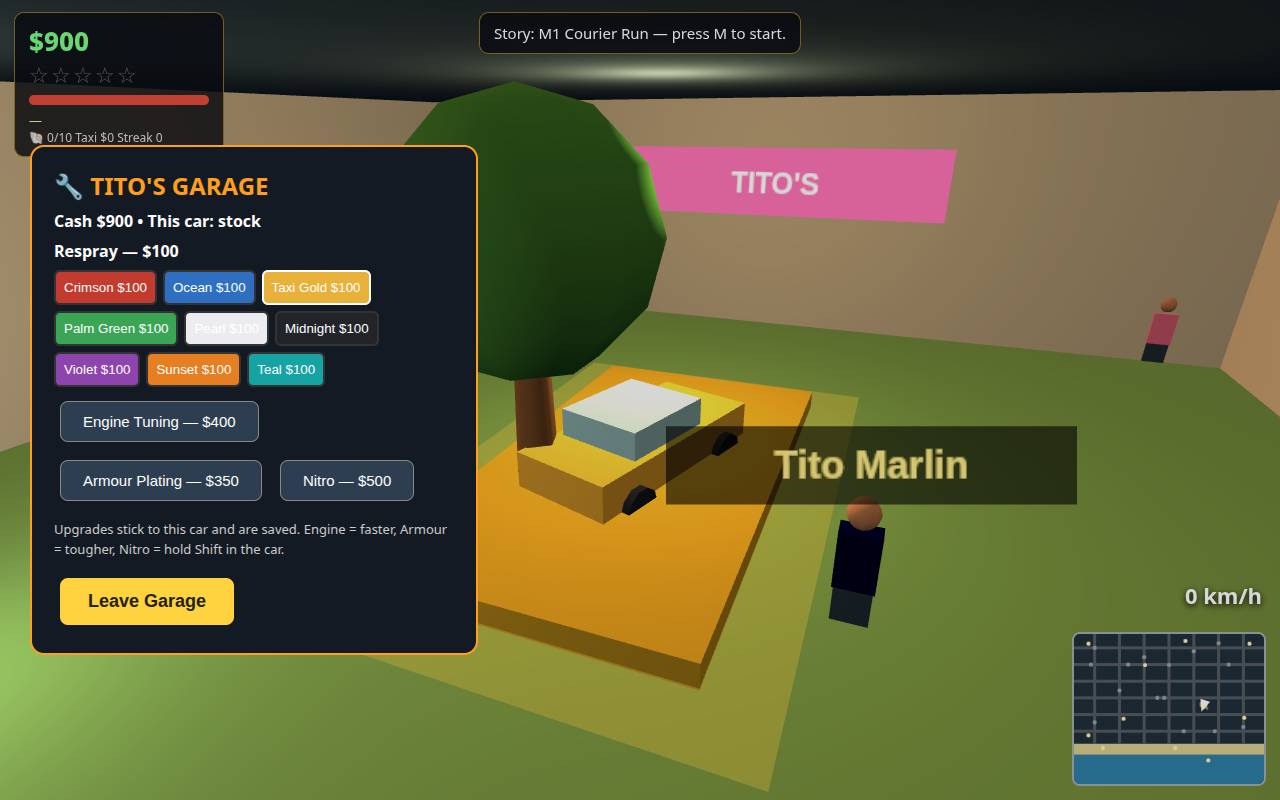 $900
Story: M1 Courier Run — press M to start.
☆☆☆☆☆
—
🐚 0/10 Taxi $0 Streak 0
🔧 TITO'S GARAGE
Cash $900 • This car: stock
Respray — $100
Crimson $100 Ocean $100 Taxi Gold $100
Palm Green $100 Pearl $100 Midnight $100
Violet $100 Sunset $100 Teal $100
Engine Tuning — $400
Armour Plating — $350 Nitro — $500
Upgrades stick to this car and are saved. Engine = faster, Armour
= tougher, Nitro = hold Shift in the car.
Leave Garage
TITO'S
Tito Marlin
0 km/h